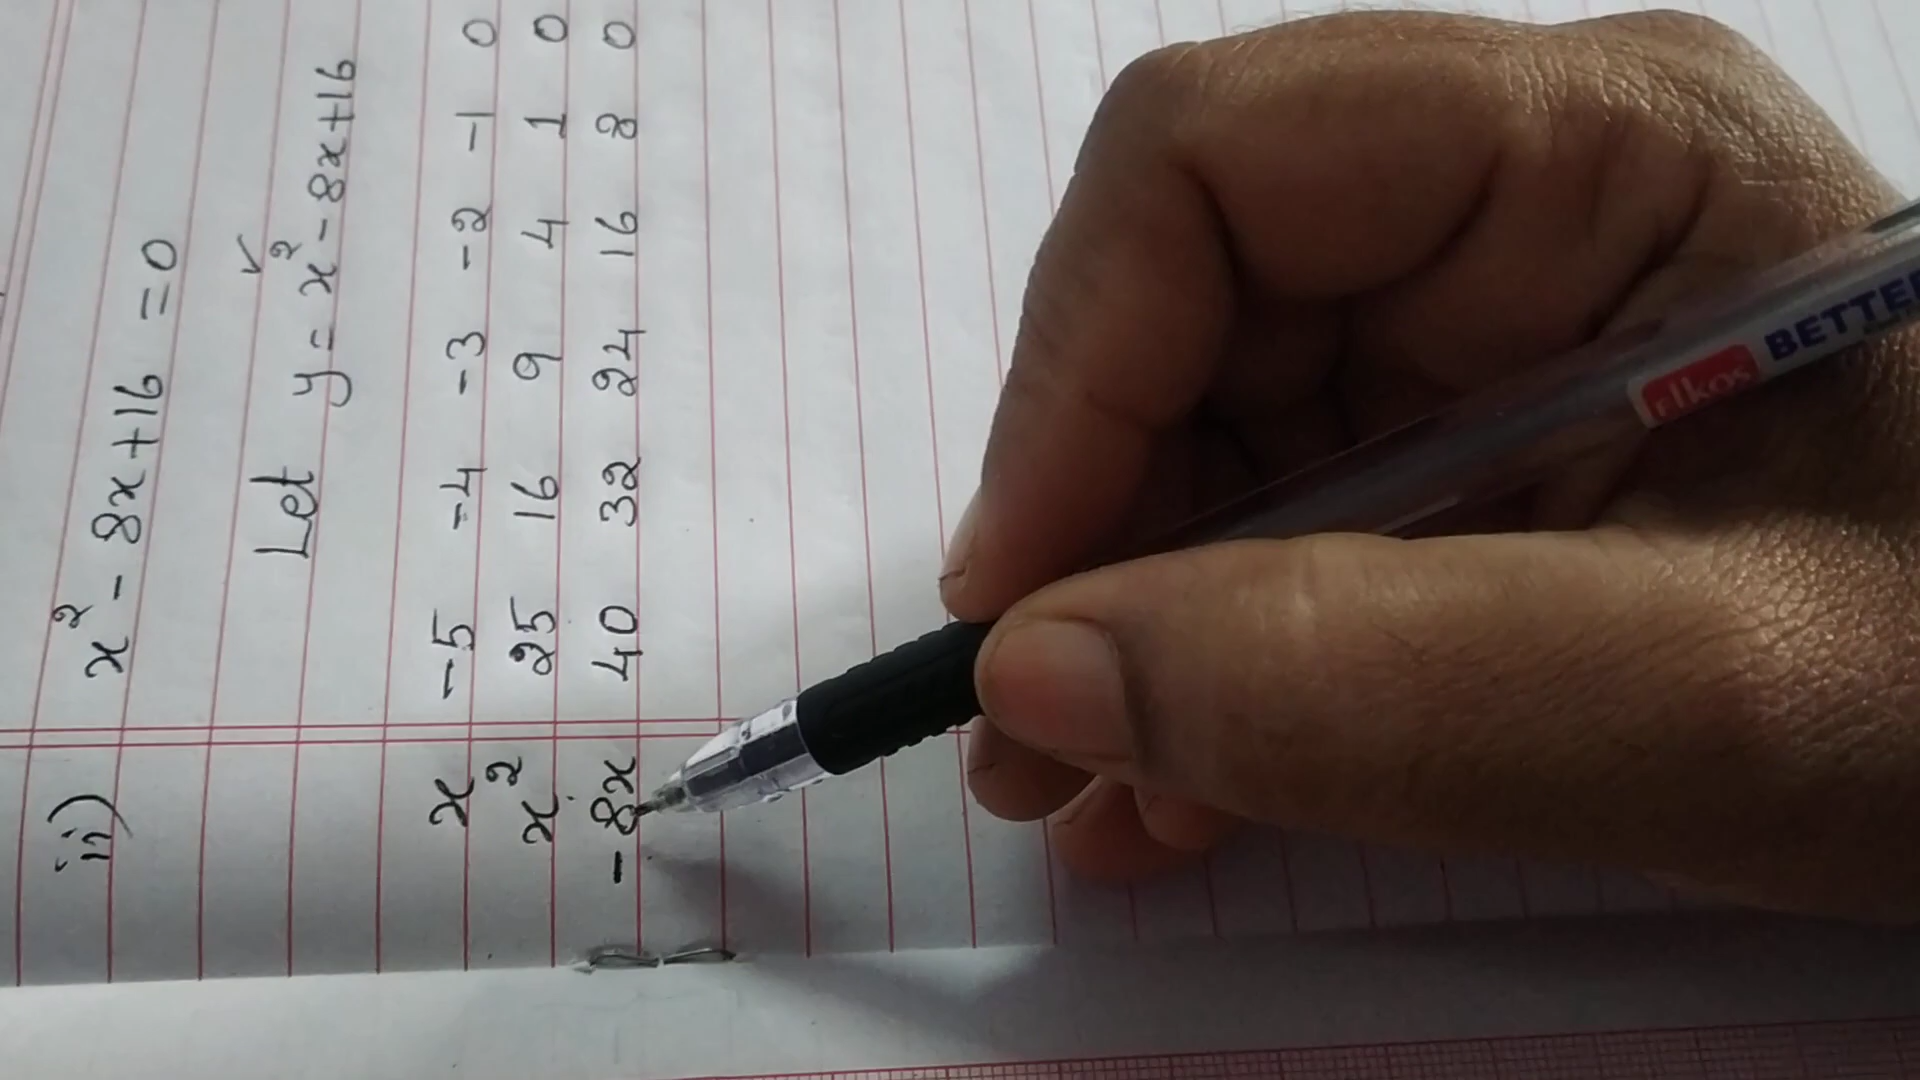 ii) x² - 8x + 16 = 0
Let y = x² - 8x + 16
x -5 -4 -3 -2 -1 0
x² 25 16 9 4 1 0
-8x 40 32 24 16 8 0
elkos BETTER